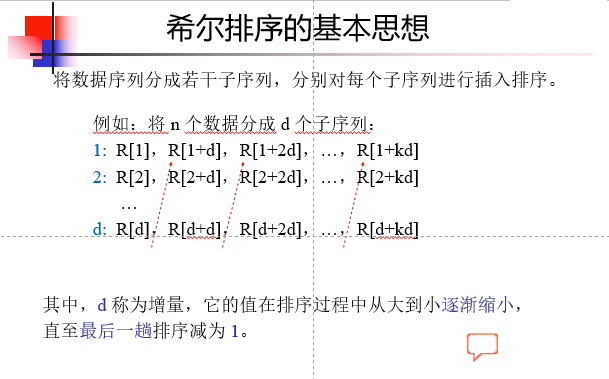 希尔排序的基本思想
将数据序列分成若干子序列，分别对每个子序列进行插入排序。
例如：将 n 个数据分成 d 个子序列：
1: R[1]，R[1+d]，R[1+2d]，…，R[1+kd]
2: R[2]，R[2+d]，R[2+2d]，…，R[2+kd]
…
d: R[d]，R[d+d]，R[d+2d]，…，R[d+kd]
其中，d 称为增量，它的值在排序过程中从大到小逐渐缩小，
直至最后一趟排序减为 1。